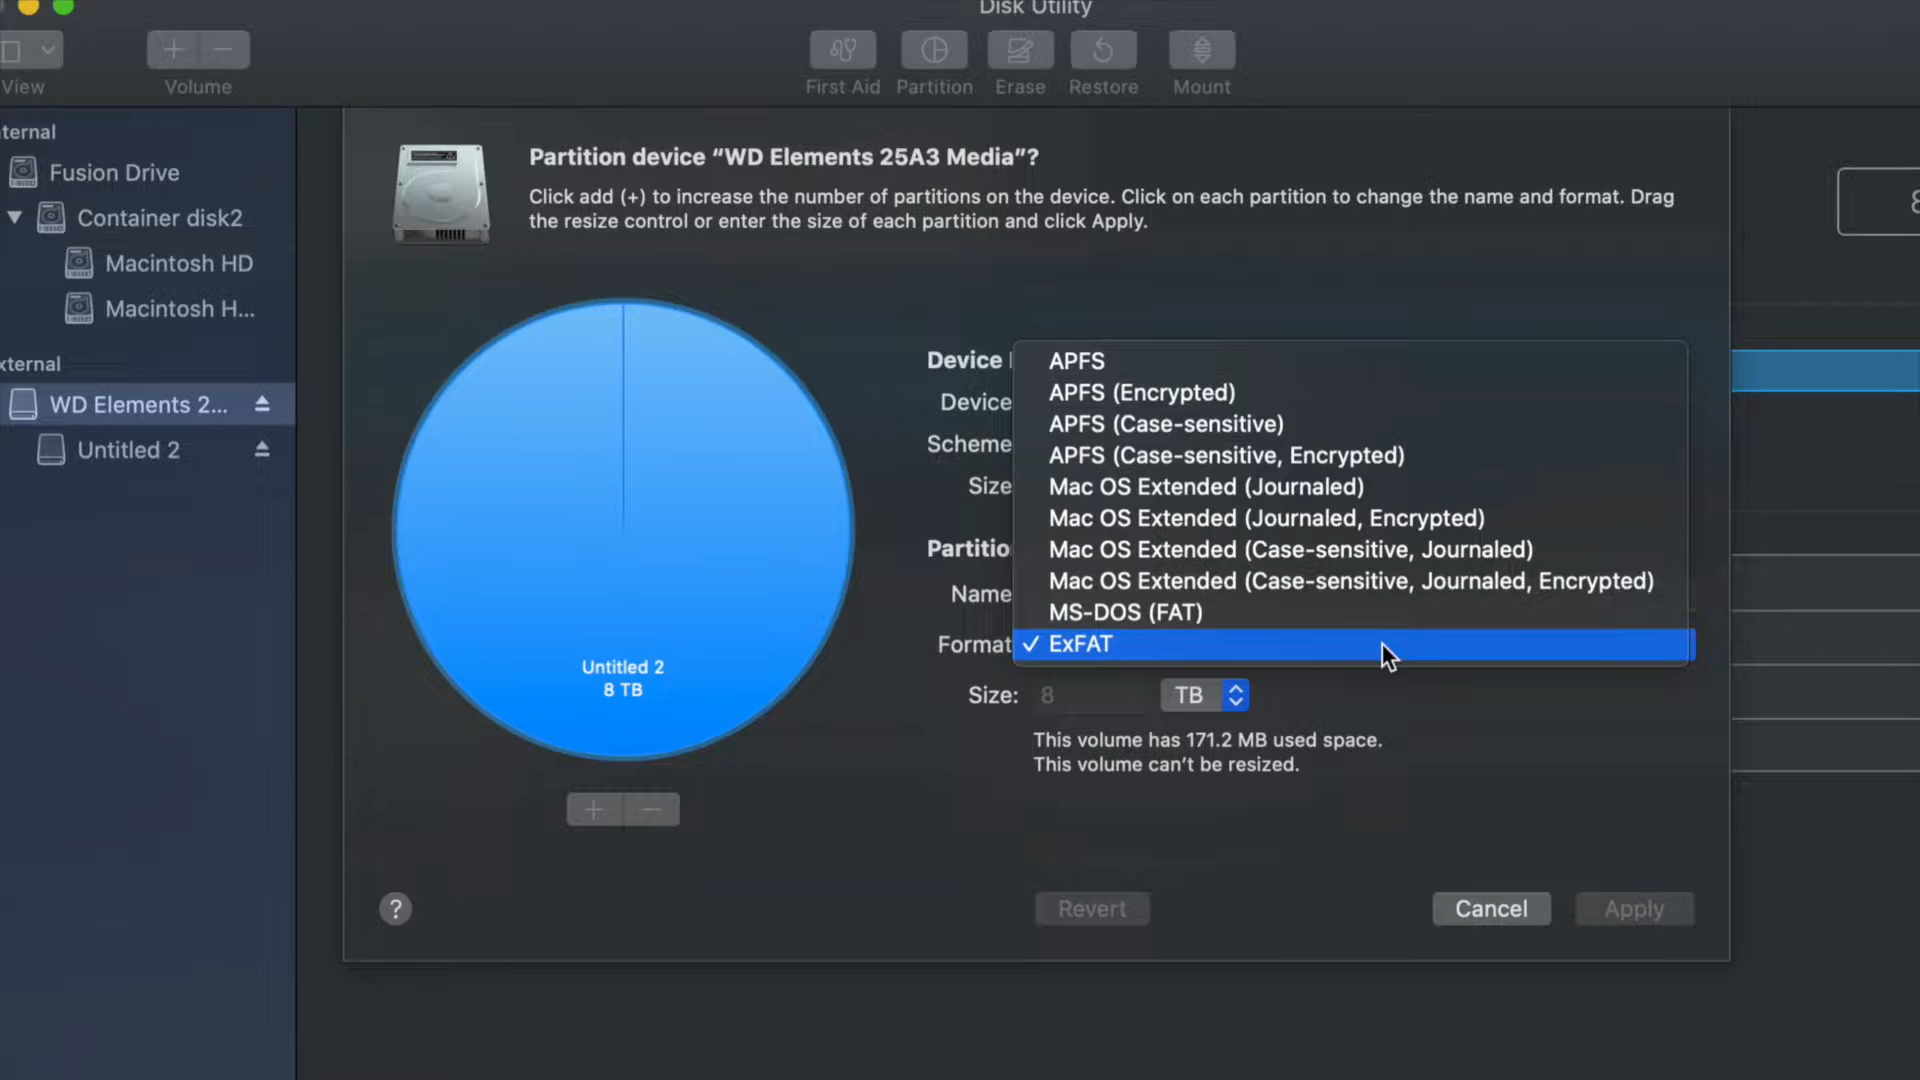 Disk Utility
View
Volume
First Aid
Partition
Erase
Restore
Mount
ternal
Fusion Drive
Container disk2
Macintosh HD
Macintosh H...
xternal
WD Elements 2...
Untitled 2
Partition device “WD Elements 25A3 Media”?
Click add (+) to increase the number of partitions on the device. Click on each partition to change the name and format. Drag
the resize control or enter the size of each partition and click Apply.
Untitled 2
8 TB
Device
Device
Scheme
Size
Partitio
Name
Format
APFS
APFS (Encrypted)
APFS (Case-sensitive)
APFS (Case-sensitive, Encrypted)
Mac OS Extended (Journaled)
Mac OS Extended (Journaled, Encrypted)
Mac OS Extended (Case-sensitive, Journaled)
Mac OS Extended (Case-sensitive, Journaled, Encrypted)
MS-DOS (FAT)
✓ ExFAT
Size: 8 TB
This volume has 171.2 MB used space.
This volume can’t be resized.
?
Revert
Cancel
Apply